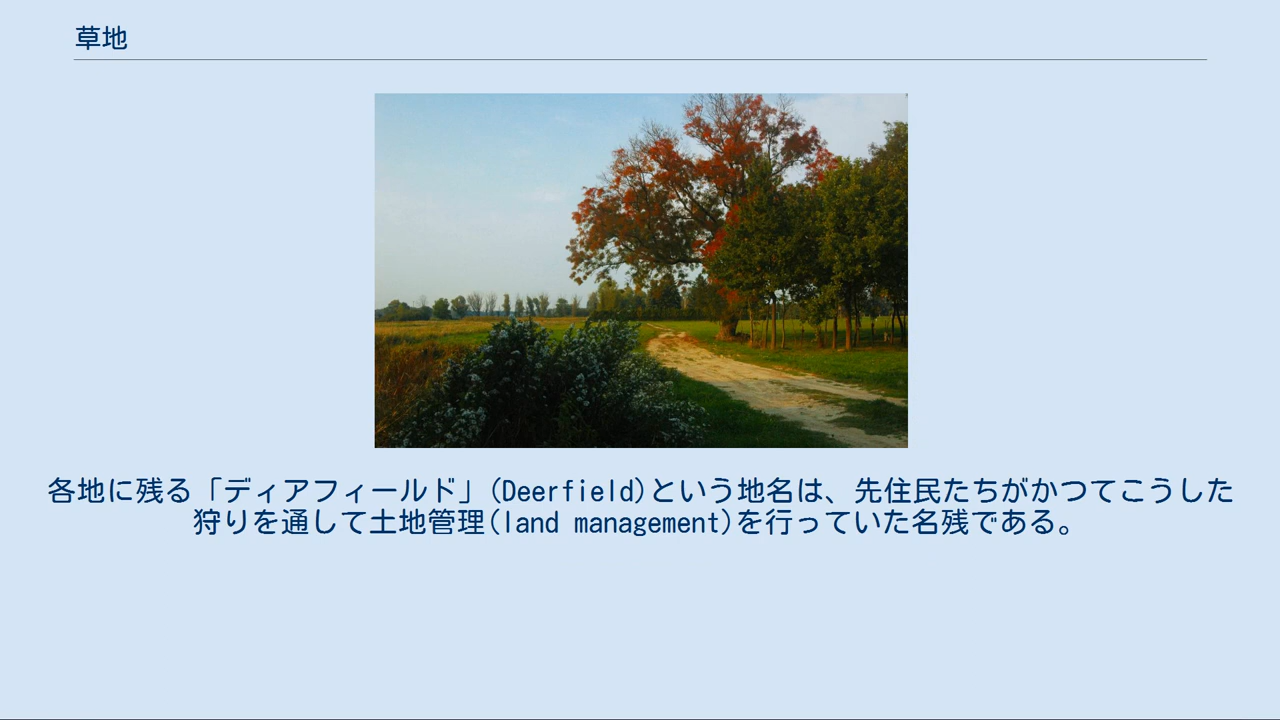 草地
各地に残る「ディアフィールド」(Deerfield)という地名は、先住民たちがかつてこうした
狩りを通して土地管理(land management)を行っていた名残である。